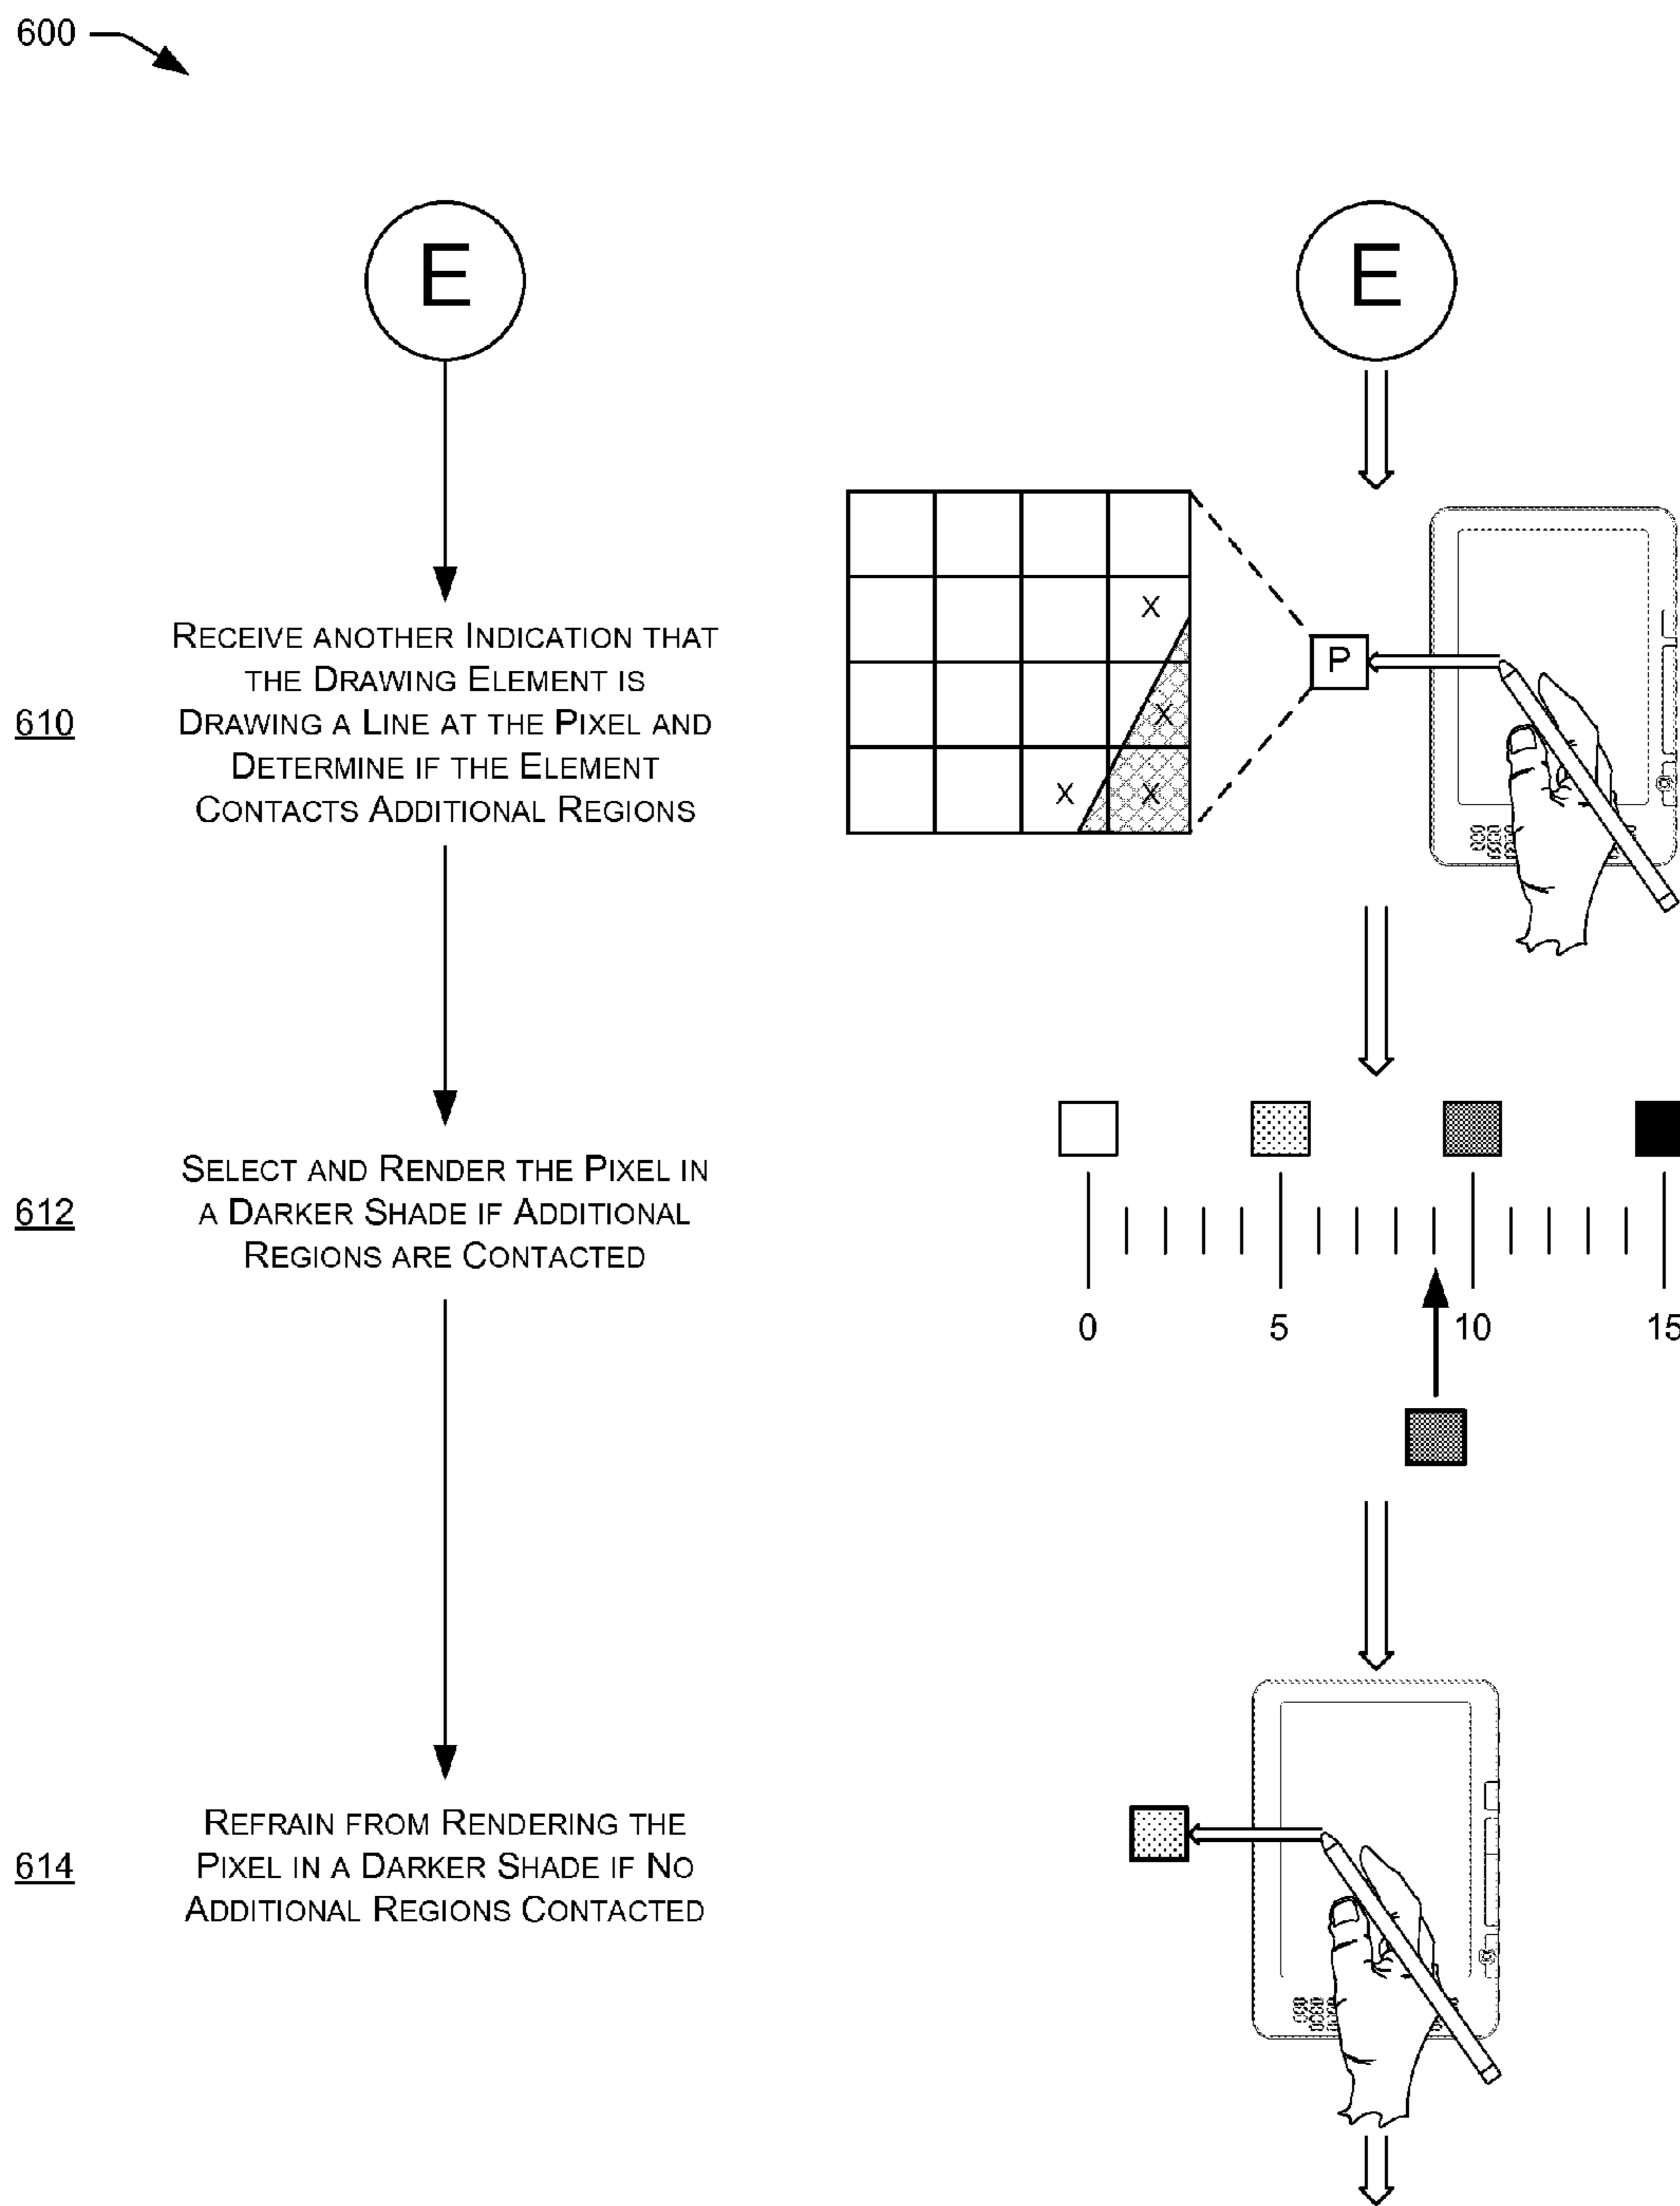 600
E
E
RECEIVE ANOTHER INDICATION THAT
THE DRAWING ELEMENT IS
610 DRAWING A LINE AT THE PIXEL AND
DETERMINE IF THE ELEMENT
CONTACTS ADDITIONAL REGIONS
X
X
X
X
P
SELECT AND RENDER THE PIXEL IN
612 A DARKER SHADE IF ADDITIONAL
REGIONS ARE CONTACTED
0 5 10 15
REFRAIN FROM RENDERING THE
614 PIXEL IN A DARKER SHADE IF NO
ADDITIONAL REGIONS CONTACTED